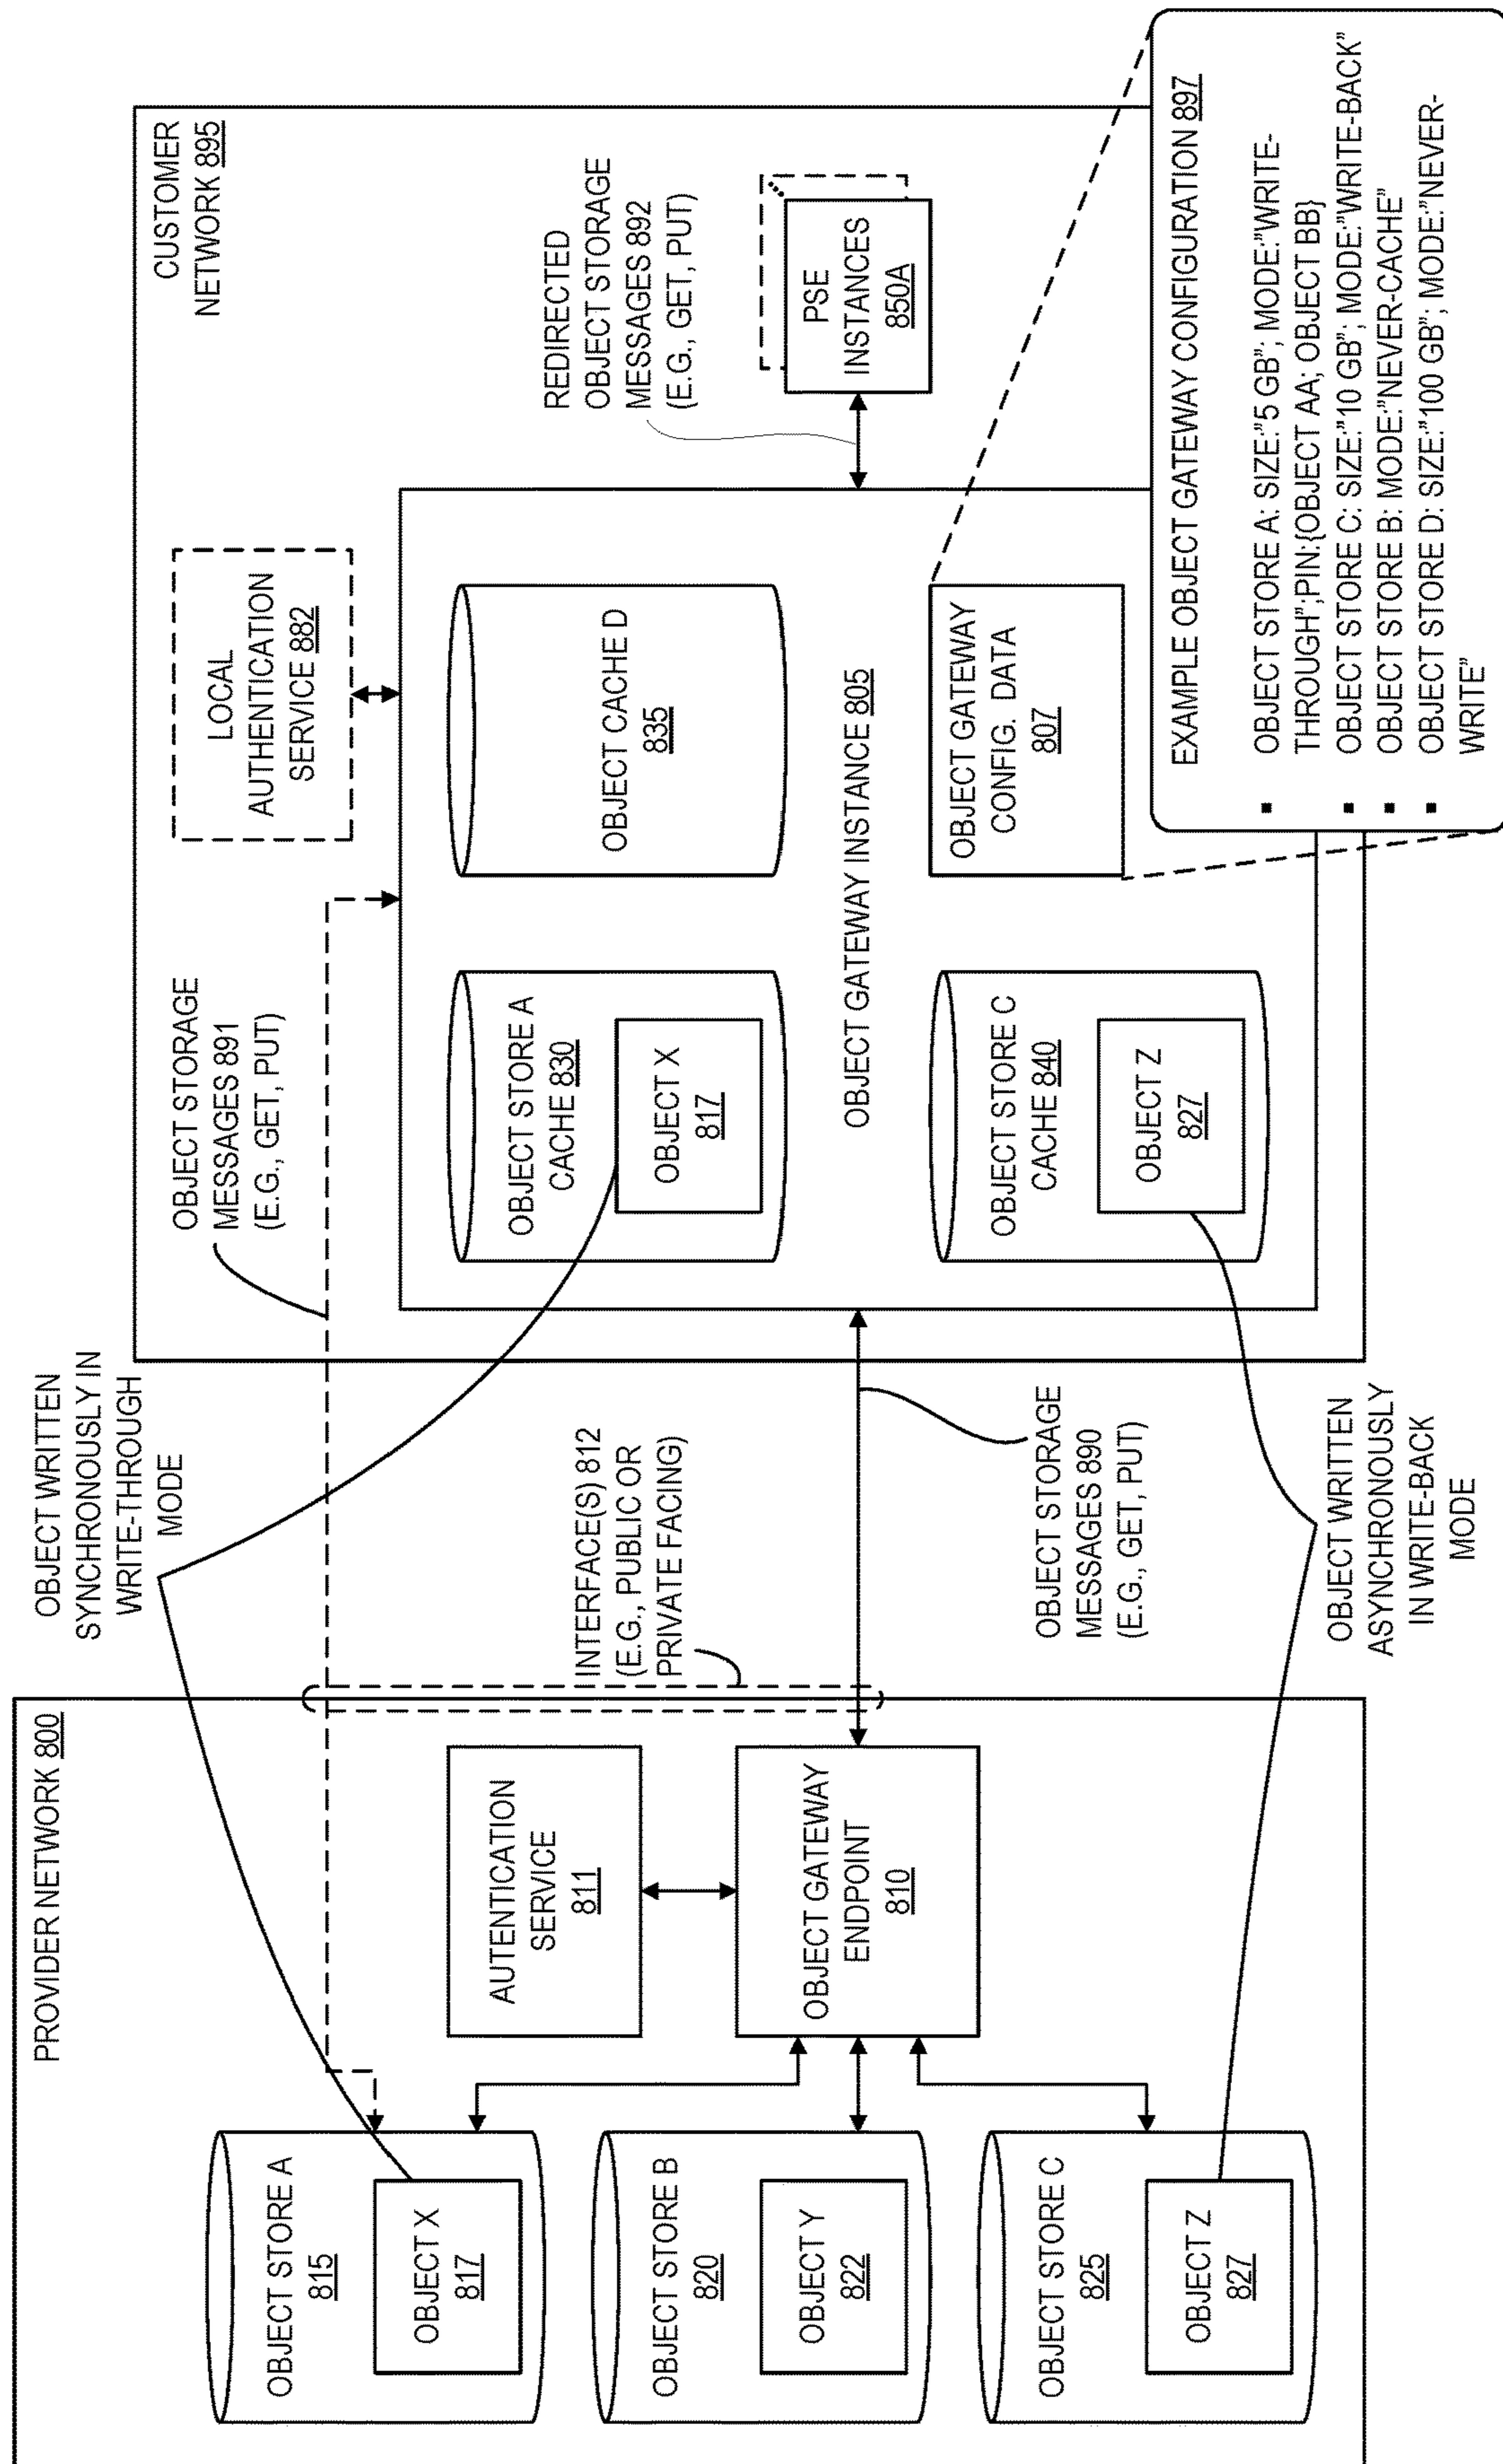 PROVIDER NETWORK 800
OBJECT STORE A
815
OBJECT X
817
OBJECT STORE B
820
OBJECT Y
822
OBJECT STORE C
825
OBJECT Z
827
AUTENTICATION
SERVICE
811
OBJECT GATEWAY
ENDPOINT
810
OBJECT WRITTEN
SYNCHRONOUSLY IN
WRITE-THROUGH
MODE
INTERFACE(S) 812
(E.G., PUBLIC OR
PRIVATE FACING)
OBJECT STORAGE
MESSAGES 890
(E.G., GET, PUT)
OBJECT WRITTEN
ASYNCHRONOUSLY
IN WRITE-BACK
MODE
OBJECT STORAGE
MESSAGES 891
(E.G., GET, PUT)
CUSTOMER
NETWORK 895
LOCAL
AUTHENTICATION
SERVICE 882
OBJECT STORE A
CACHE 830
OBJECT X
817
OBJECT CACHE D
835
OBJECT GATEWAY INSTANCE 805
OBJECT STORE C
CACHE 840
OBJECT Z
827
OBJECT GATEWAY
CONFIG. DATA
807
REDIRECTED
OBJECT STORAGE
MESSAGES 892
(E.G., GET, PUT)
PSE
INSTANCES
850A
EXAMPLE OBJECT GATEWAY CONFIGURATION 897
▪ OBJECT STORE A: SIZE:"5 GB"; MODE:"WRITE-
THROUGH";PIN:{OBJECT AA; OBJECT BB}
▪ OBJECT STORE C: SIZE:"10 GB"; MODE:"WRITE-BACK"
▪ OBJECT STORE B: MODE:"NEVER-CACHE"
▪ OBJECT STORE D: SIZE:"100 GB"; MODE:"NEVER-
WRITE"